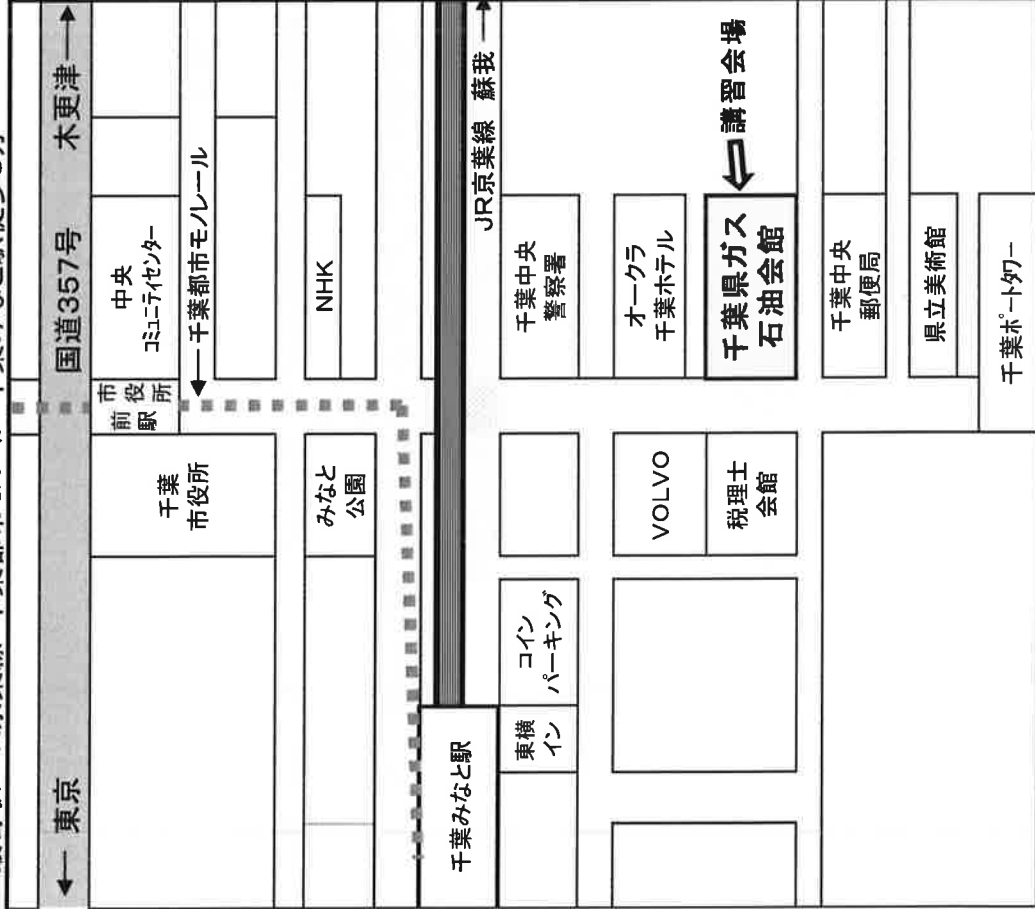 ← 東京
国道357号
木更津 →
千葉
市役所
市役所
前駅
中央
コミュニティセンター
← 千葉都市モノレール
みなと
公園
NHK
千葉みなと駅
JR京葉線 蘇我 →
東横
イン
コイン
パーキング
千葉中央
警察署
VOLVO
オークラ
千葉ホテル
税理士
会館
千葉県ガス
石油会館
講習会場
千葉中央
郵便局
県立美術館
千葉ポートタワー